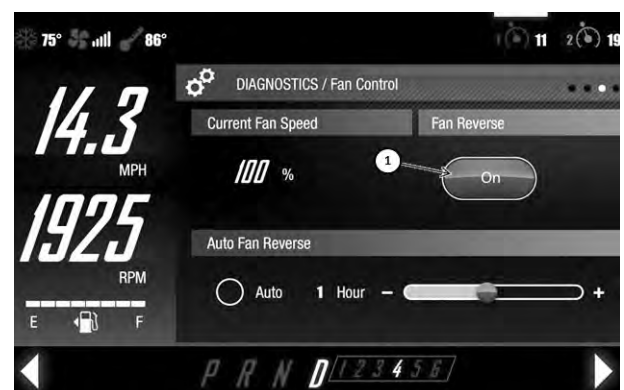 75° 86° 1 11 2 19
DIAGNOSTICS / Fan Control
14.3
MPH
Current Fan Speed Fan Reverse
100 %
1
On
1925
RPM
Auto Fan Reverse
Auto 1 Hour - +
E F
P R N D 1 2 3 4 5 6